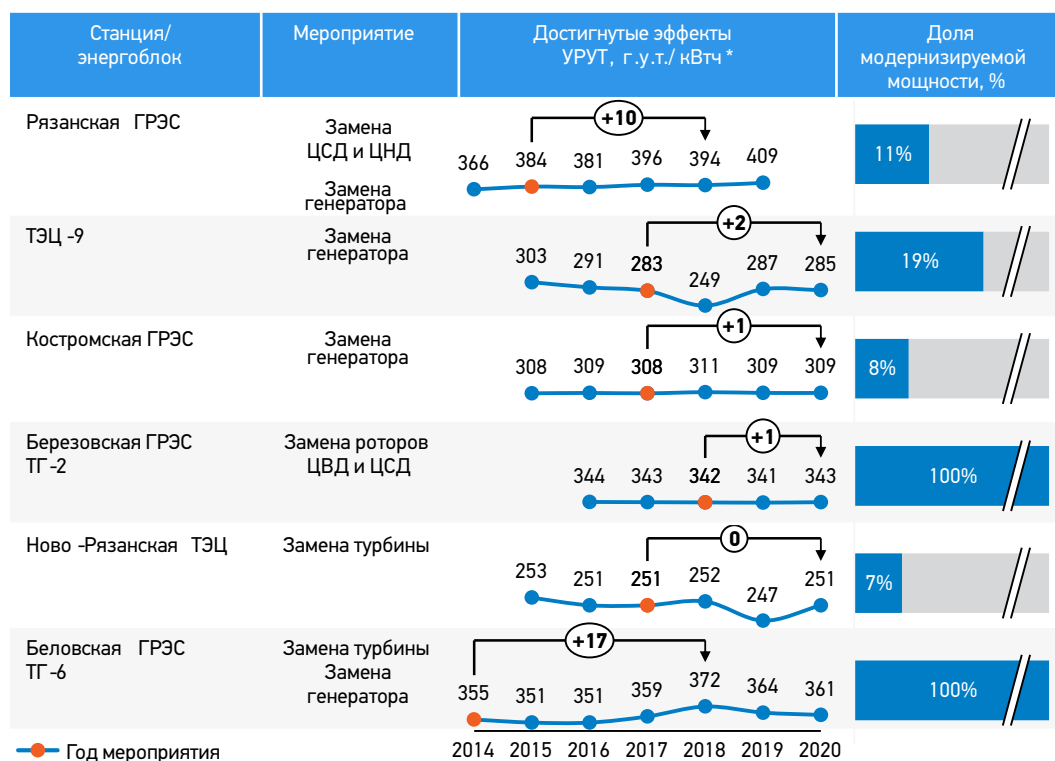 Станция/
энергоблок
Мероприятие
Достигнутые эффекты
УРУТ, г.у.т./ кВтч *
Доля
модернизируемой
мощности, %
Рязанская ГРЭС
Замена
ЦСД и ЦНД
Замена
генератора
+10
366 384 381 396 394 409
11%
ТЭЦ -9
Замена
генератора
+2
303 291 283 249 287 285
19%
Костромская ГРЭС
Замена
генератора
+1
308 309 308 311 309 309
8%
Березовская ГРЭС
ТГ -2
Замена роторов
ЦВД и ЦСД
+1
344 343 342 341 343
100%
Ново -Рязанская ТЭЦ
Замена турбины
0
253 251 251 252 247 251
7%
Беловская ГРЭС
ТГ -6
Замена турбины
Замена
генератора
+17
355 351 351 359 372 364 361
100%
Год мероприятия
2014 2015 2016 2017 2018 2019 2020